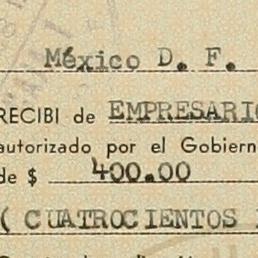 México D. F.
RECIBI de EMPRESARIO
autorizado por el Gobiern
de $ 400.00
( CUATROCIENTOS